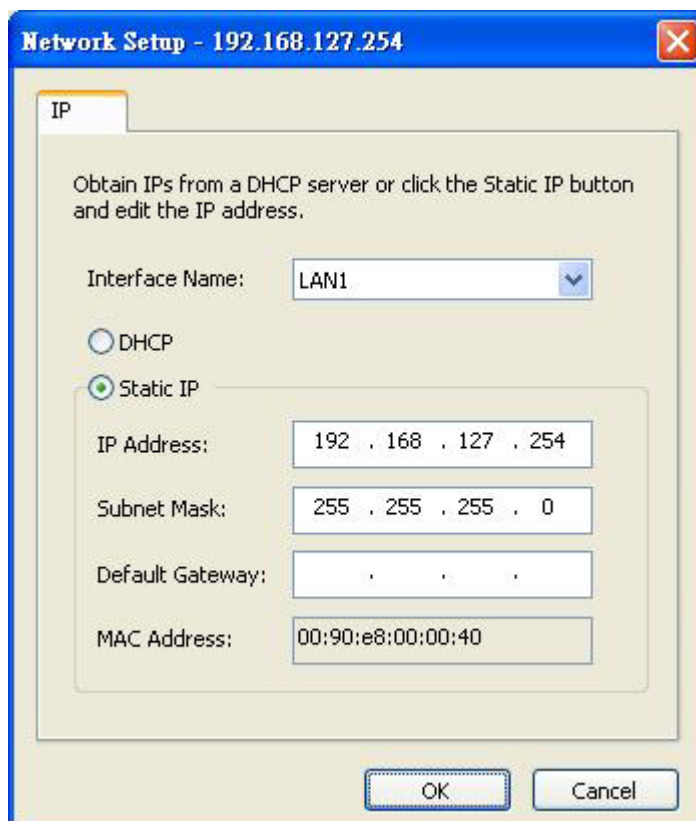 Network Setup - 192.168.127.254
IP
Obtain IPs from a DHCP server or click the Static IP button
and edit the IP address.
Interface Name: LAN1
DHCP
Static IP
IP Address: 192 . 168 . 127 . 254
Subnet Mask: 255 . 255 . 255 . 0
Default Gateway: . . .
MAC Address: 00:90:e8:00:00:40
OK Cancel